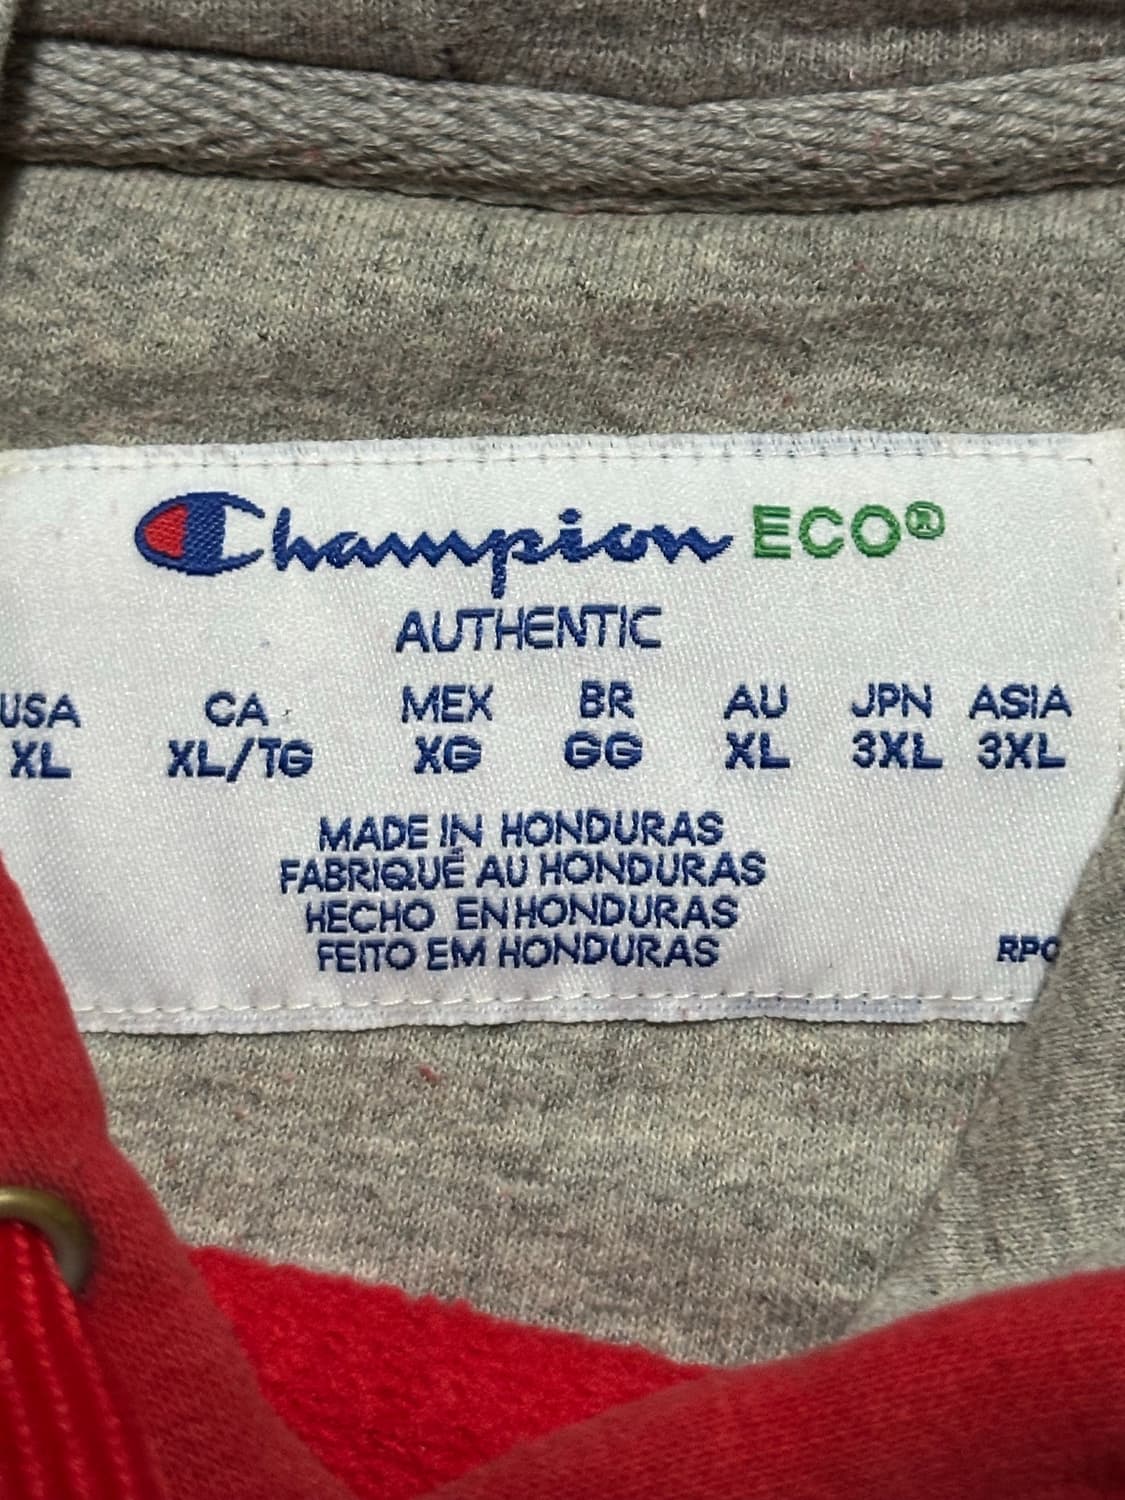 Champion ECO®
AUTHENTIC
USA CA MEX BR AU JPN ASIA
XL XL/TG XG GG XL 3XL 3XL
MADE IN HONDURAS
FABRIQUÉ AU HONDURAS
HECHO EN HONDURAS
FEITO EM HONDURAS